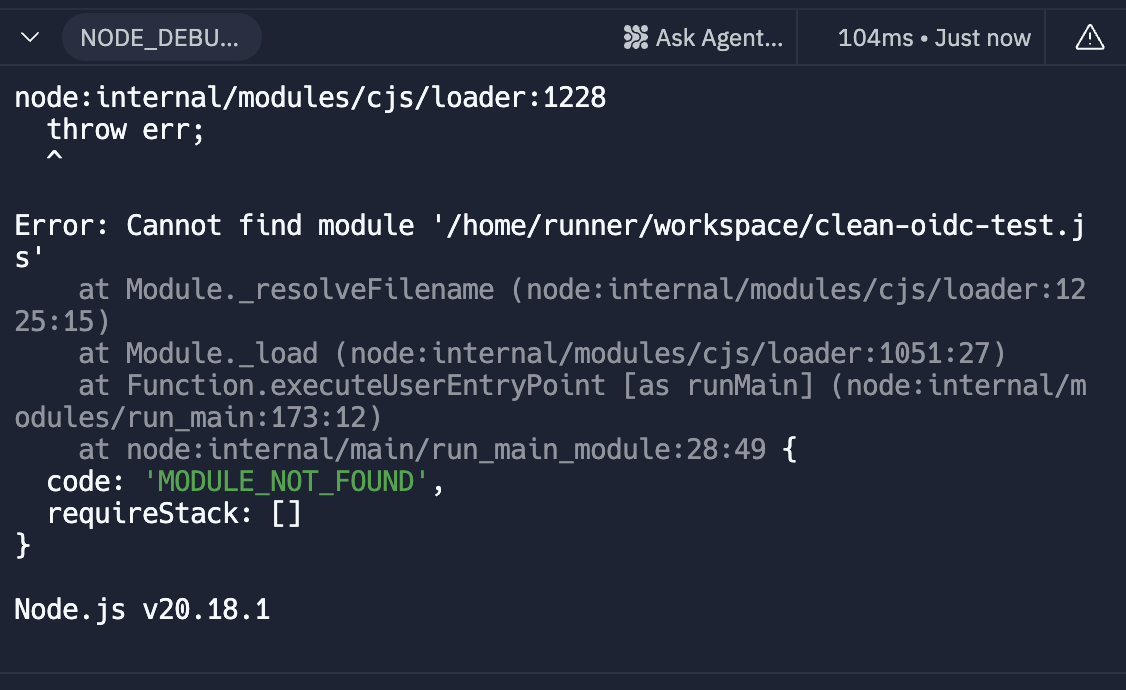 NODE_DEBU... Ask Agent... 104ms • Just now
node:internal/modules/cjs/loader:1228
  throw err;
  ^

Error: Cannot find module '/home/runner/workspace/clean-oidc-test.j
s'
    at Module._resolveFilename (node:internal/modules/cjs/loader:12
25:15)
    at Module._load (node:internal/modules/cjs/loader:1051:27)
    at Function.executeUserEntryPoint [as runMain] (node:internal/m
odules/run_main:173:12)
    at node:internal/main/run_main_module:28:49 {
  code: 'MODULE_NOT_FOUND',
  requireStack: []
}

Node.js v20.18.1